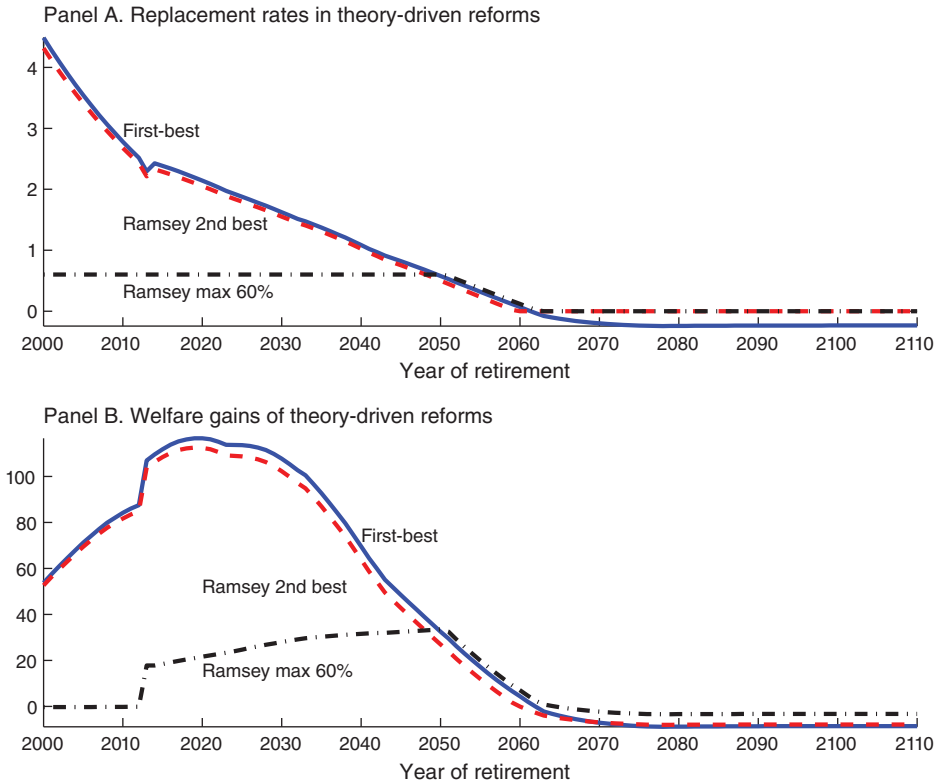 Panel A. Replacement rates in theory-driven reforms
4
3
2
1
0
First-best
Ramsey 2nd best
Ramsey max 60%
2000 2010 2020 2030 2040 2050 2060 2070 2080 2090 2100 2110
Year of retirement
Panel B. Welfare gains of theory-driven reforms
100
80
60
40
20
0
First-best
Ramsey 2nd best
Ramsey max 60%
2000 2010 2020 2030 2040 2050 2060 2070 2080 2090 2100 2110
Year of retirement